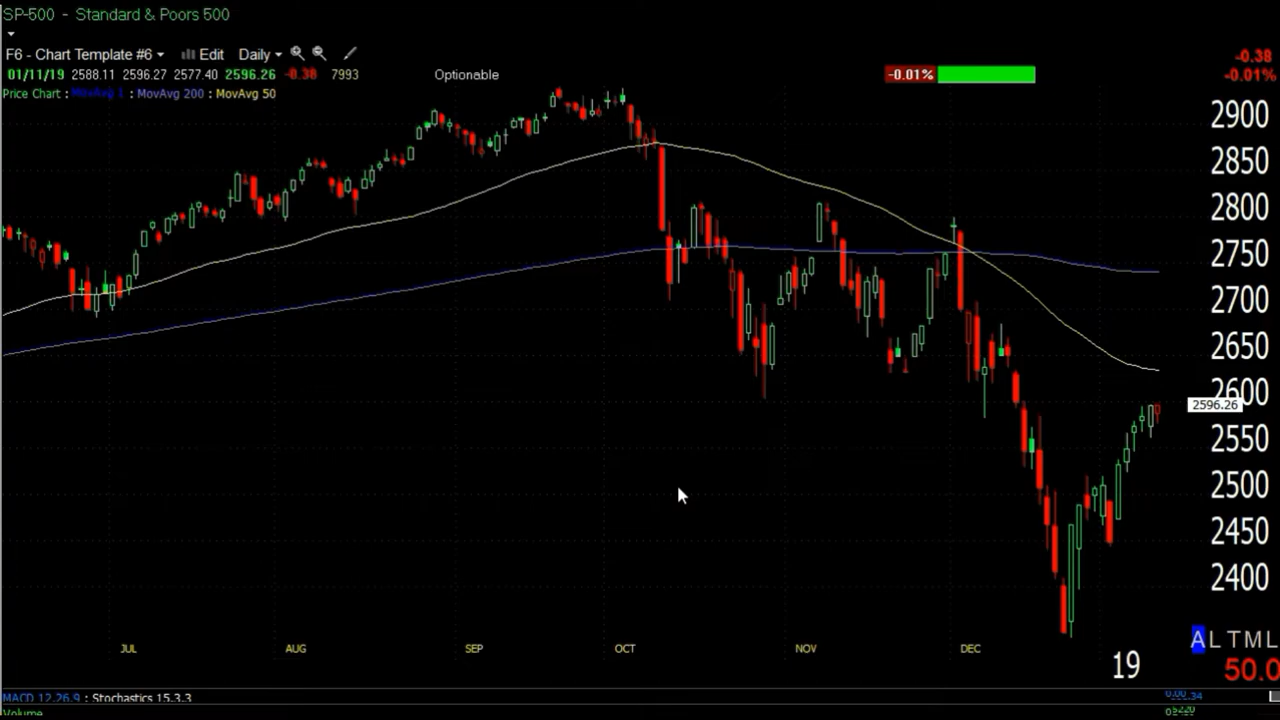 SP-500 - Standard & Poors 500
F6 - Chart Template #6 Edit Daily
-0.38
01/11/19 2588.11 2596.27 2577.40 2596.26 -0.38 7993 Optionable -0.01% -0.01%
Price Chart : MovAvg 1 : MovAvg 200 : MovAvg 50
2900
2850
2800
2750
2700
2650
2600
2596.26
2550
2500
2450
2400
JUL AUG SEP OCT NOV DEC
19
A L T M L
50.0
MACD 12.26.9 : Stochastics 15.3.3
Volume